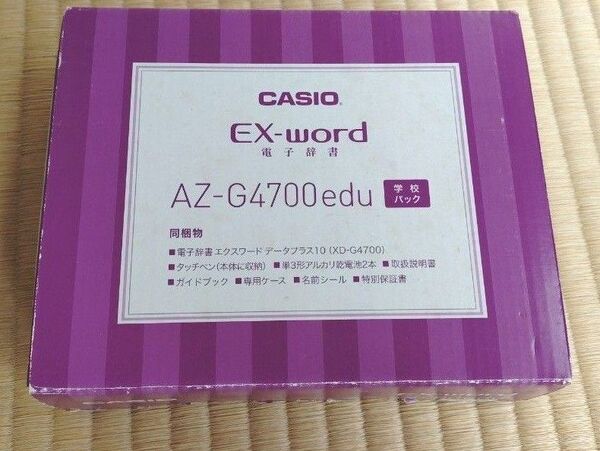 CASIO
EX-word
電子辞書
AZ-G4700edu 学校パック
同梱物
■電子辞書 エクスワード データプラス10 (XD-G4700)
■タッチペン(本体に収納) ■単3形アルカリ乾電池2本 ■取扱説明書
■ガイドブック ■専用ケース ■名前シール ■特別保証書